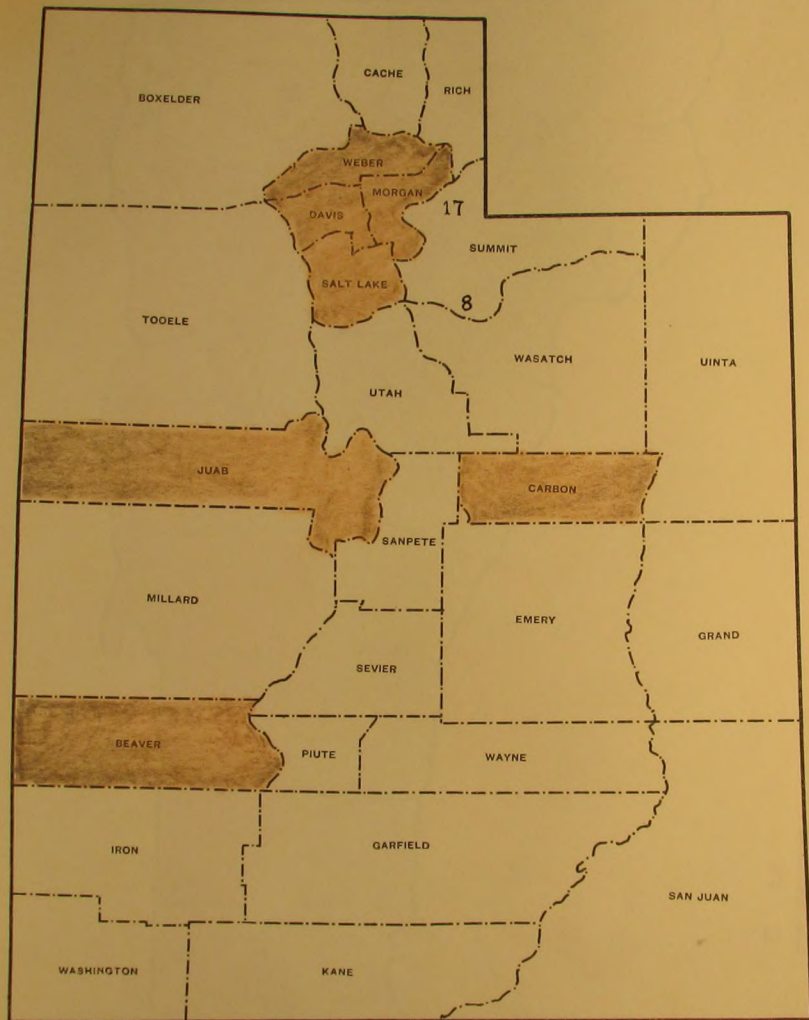 CACHE
RICH
BOXELDER
WEBER
MORGAN
17
DAVIS
SUMMIT
SALT LAKE
8
TOOELE
WASATCH
UINTA
UTAH
JUAB
CARBON
SANPETE
MILLARD
EMERY
GRAND
SEVIER
BEAVER
PIUTE
WAYNE
IRON
GARFIELD
SAN JUAN
WASHINGTON
KANE